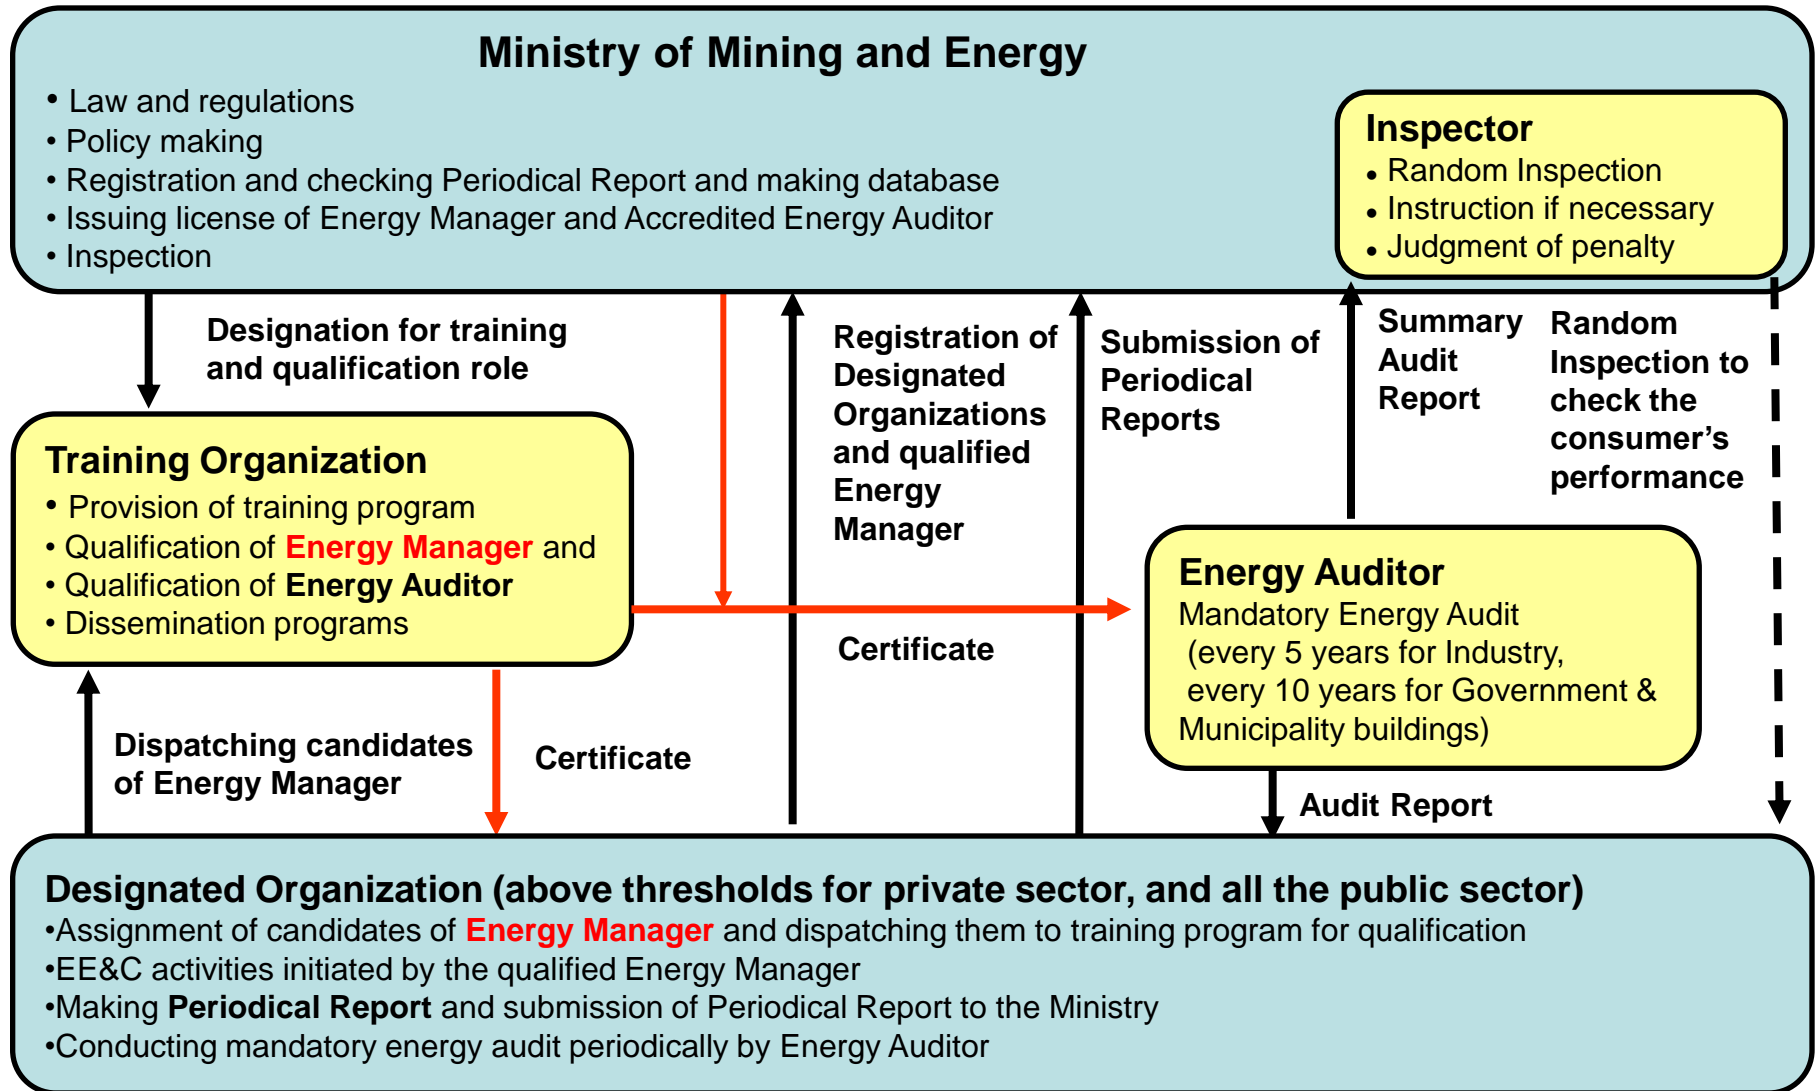 Ministry of Mining and Energy
• Law and regulations
• Policy making
• Registration and checking Periodical Report and making database
• Issuing license of Energy Manager and Accredited Energy Auditor
• Inspection
Inspector
• Random Inspection
• Instruction if necessary
• Judgment of penalty
Designation for training
and qualification role
Registration of
Designated
Organizations
and qualified
Energy
Manager
Submission of
Periodical
Reports
Summary
Audit
Report
Random
Inspection to
check the
consumer’s
performance
Training Organization
• Provision of training program
• Qualification of Energy Manager and
• Qualification of Energy Auditor
• Dissemination programs
Certificate
Energy Auditor
Mandatory Energy Audit
(every 5 years for Industry,
every 10 years for Government &
Municipality buildings)
Dispatching candidates
of Energy Manager
Certificate
Audit Report
Designated Organization (above thresholds for private sector, and all the public sector)
•Assignment of candidates of Energy Manager and dispatching them to training program for qualification
•EE&C activities initiated by the qualified Energy Manager
•Making Periodical Report and submission of Periodical Report to the Ministry
•Conducting mandatory energy audit periodically by Energy Auditor